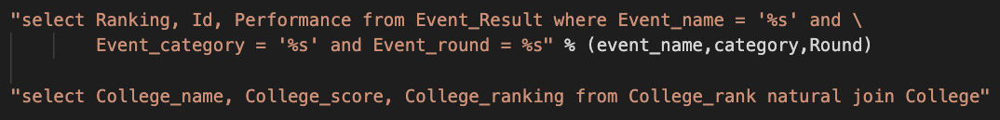 "select Ranking, Id, Performance from Event_Result where Event_name = '%s' and \
Event_category = '%s' and Event_round = %s" % (event_name,category,Round)
"select College_name, College_score, College_ranking from College_rank natural join College"